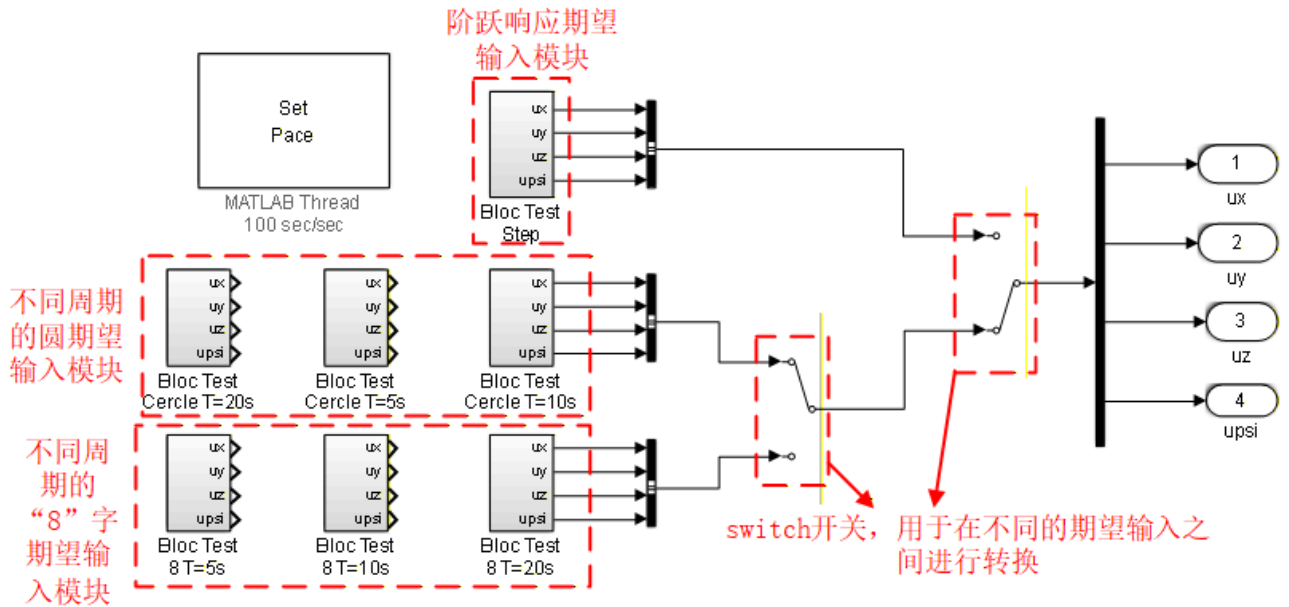 阶跃响应期望
输入模块
Set
Pace
MATLAB Thread
100 sec/sec
ux
uy
uz
upsi
Bloc Test
Step
1
ux
2
uy
3
uz
4
upsi
不同周期
的圆期望
输入模块
ux
uy
uz
upsi
Bloc Test
Cercle T=20s
ux
uy
uz
upsi
Bloc Test
Cercle T=5s
ux
uy
uz
upsi
Bloc Test
Cercle T=10s
不同周
期的
“8”字
期望输
入模块
ux
uy
uz
upsi
Bloc Test
8 T=5s
ux
uy
uz
upsi
Bloc Test
8 T=10s
ux
uy
uz
upsi
Bloc Test
8 T=20s
switch开关，用于在不同的期望输入之
间进行转换